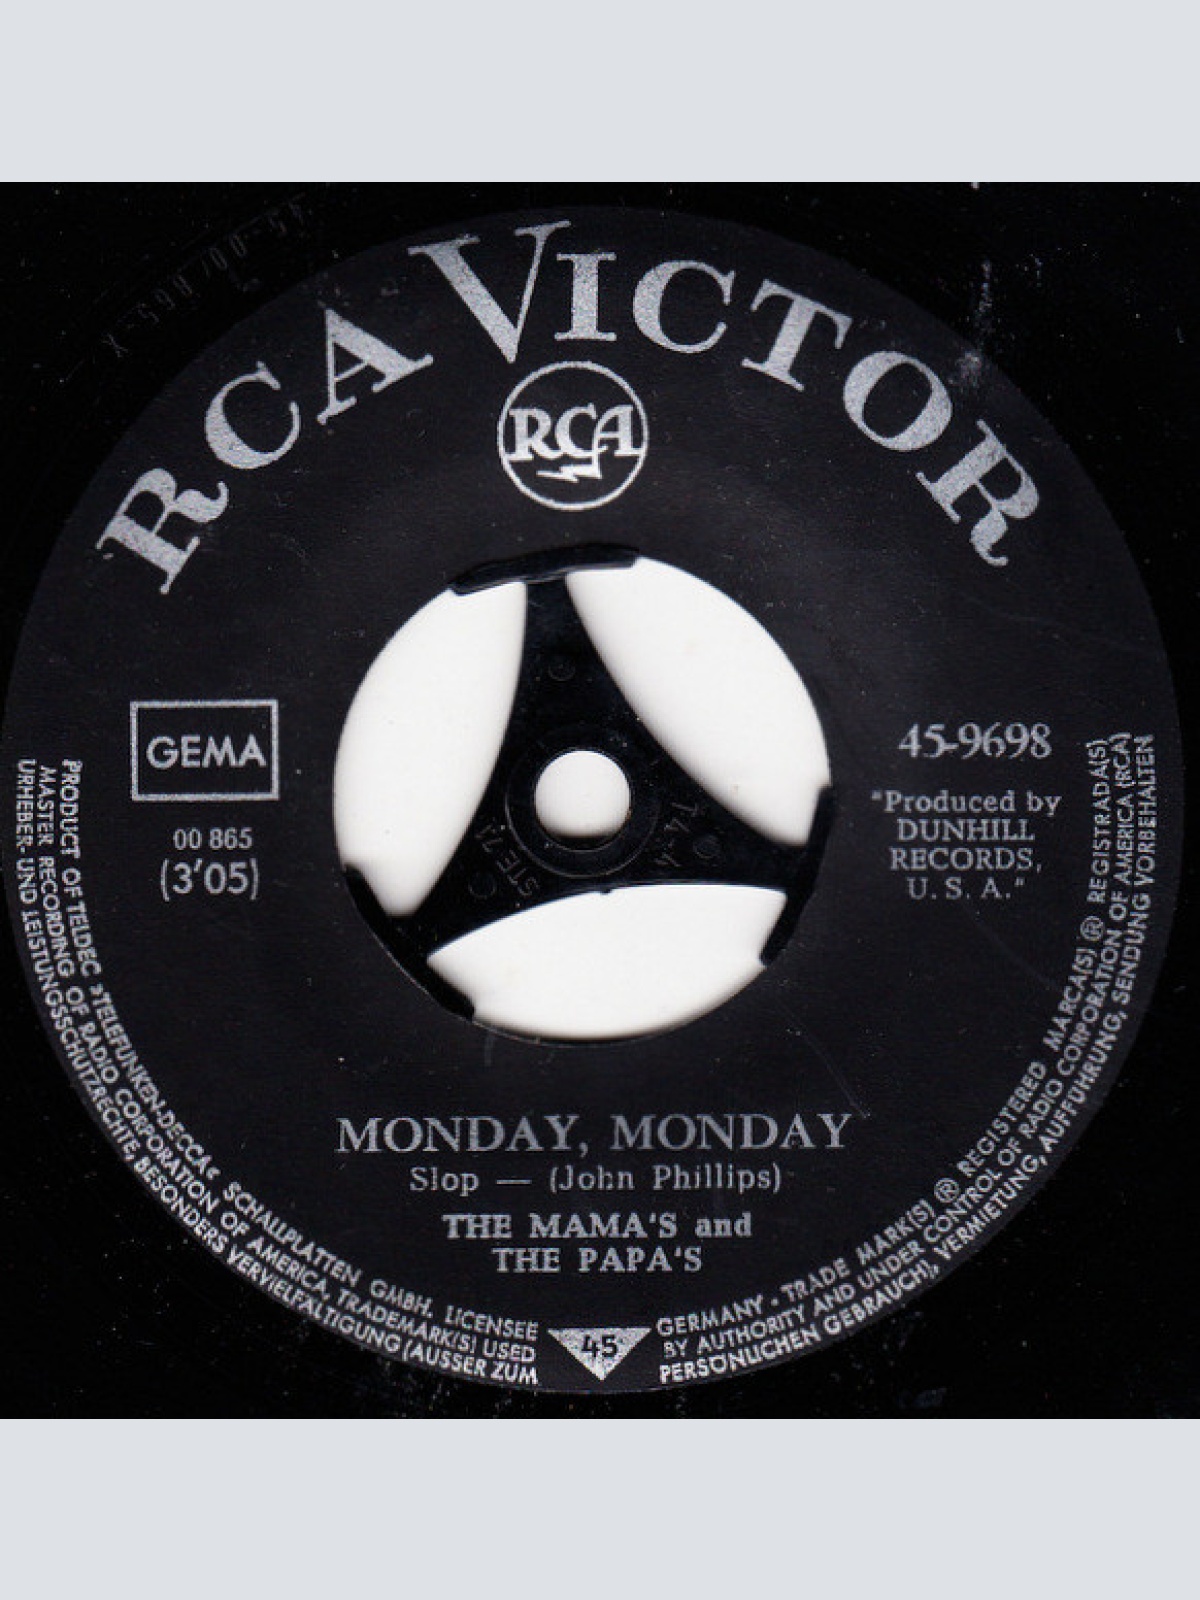 RCA VICTOR
RCA
GEMA
00 865
(3'05)
45-9698
"Produced by
DUNHILL
RECORDS,
U. S. A."
MONDAY, MONDAY
Slop — (John Phillips)
THE MAMA'S and
THE PAPA'S
PRODUCT OF TELDEC »TELEFUNKEN-DECCA« SCHALLPLATTEN GMBH. LICENSEE
MASTER RECORDING OF RADIO CORPORATION OF AMERICA, TRADEMARK(S) USED
URHEBER- UND LEISTUNGSSCHUTZRECHTE, BESONDERS VERVIELFÄLTIGUNG (AUSSER ZUM
45
GERMANY · TRADE MARK(S) ® REGISTERED MARCA(S) ® REGISTRADA(S)
BY AUTHORITY AND UNDER CONTROL OF RADIO CORPORATION OF AMERICA (RCA)
PERSÖNLICHEN GEBRAUCH), VERMIETUNG, AUFFÜHRUNG, SENDUNG VORBEHALTEN